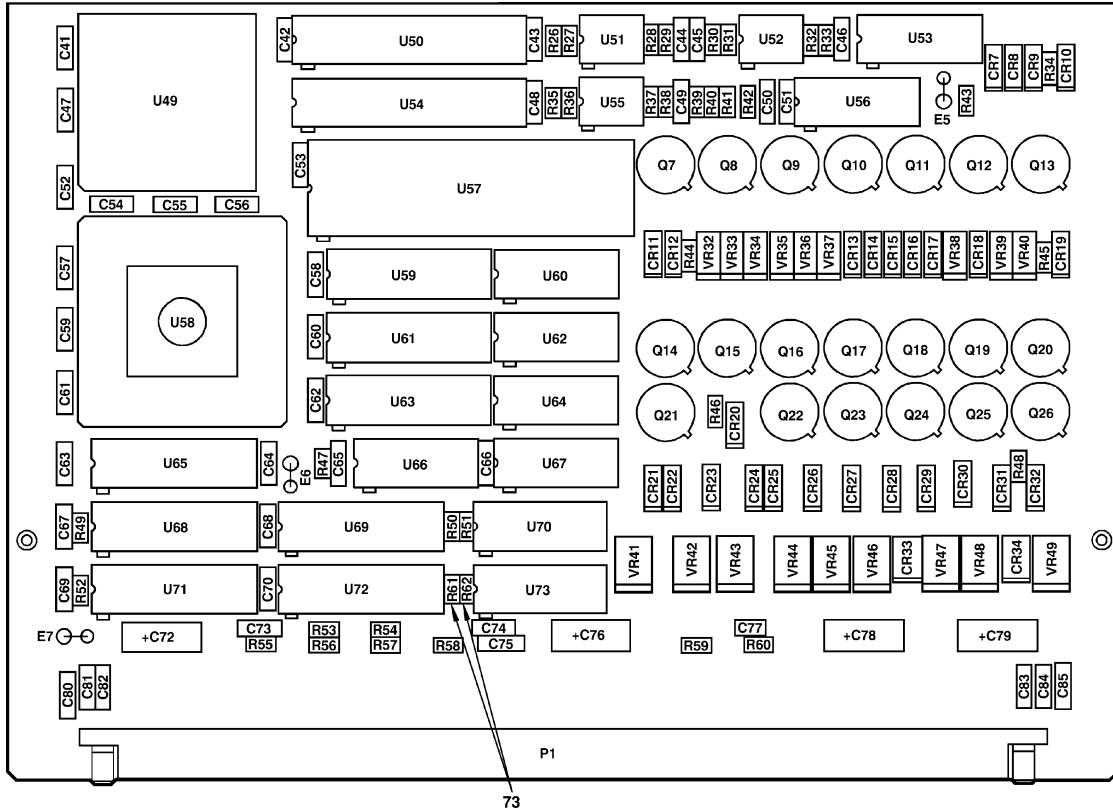 C41 U49 C42 U50 C43 R26 R27 U51 R28 R29 C44 C45 R30 R31 U52 R32 R33 C46 U53 CR7 CR8 CR9 R34 CR10
C47 U54 C48 R35 R36 U55 R37 R38 C49 R39 R40 R41 R42 C50 C51 U56 E5 R43
C52 C53 U57 Q7 Q8 Q9 Q10 Q11 Q12 Q13
C54 C55 C56
C57 C58 U59 U60 CR11 CR12 R44 VR32 VR33 VR34 VR35 VR36 VR37 CR13 CR14 CR15 CR16 CR17 VR38 CR18 VR39 VR40 R45 CR19
C59 U58 C60 U61 U62 Q14 Q15 Q16 Q17 Q18 Q19 Q20
C61 C62 U63 U64 Q21 R46 CR20 Q22 Q23 Q24 Q25 Q26
C63 U65 C64 E6 R47 C65 U66 C66 U67 CR21 CR22 CR23 CR24 CR25 CR26 CR27 CR28 CR29 CR30 CR31 R48 CR32
C67 R49 U68 C68 U69 R50 R51 U70 VR41 VR42 VR43 VR44 VR45 VR46 CR33 VR47 VR48 CR34 VR49
C69 R52 U71 C70 U72 R61 R62 U73
E7 +C72 C73 R53 R54 C74 +C76 C77 +C78 +C79
R55 R56 R57 R58 C75 R59 R60
C80 C81 C82 C83 C84 C85
P1
73